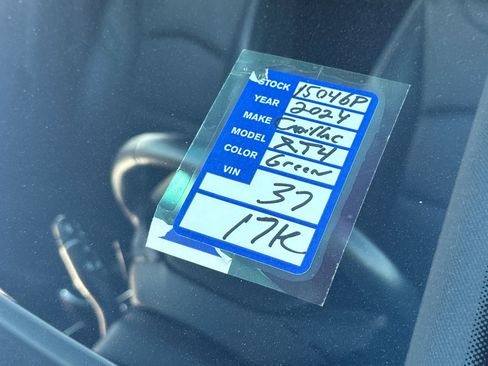 STOCK 15046P
YEAR 2024
MAKE Cadillac
MODEL XT4
COLOR Green
VIN 37
17K